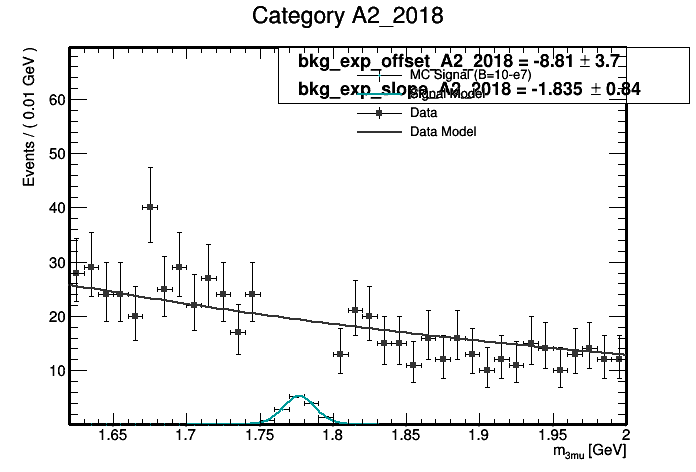 Category A2_2018
bkg_exp_offset_A2_2018 = -8.81 ± 3.7
MC Signal (B=10-e7)
bkg_exp_slope_A2_2018 = -1.835 ± 0.84
Signal Model
Data
Data Model
Events / ( 0.01 GeV )
60
50
40
30
20
10
1.65 1.7 1.75 1.8 1.85 1.9 1.95 2
m3mu [GeV]